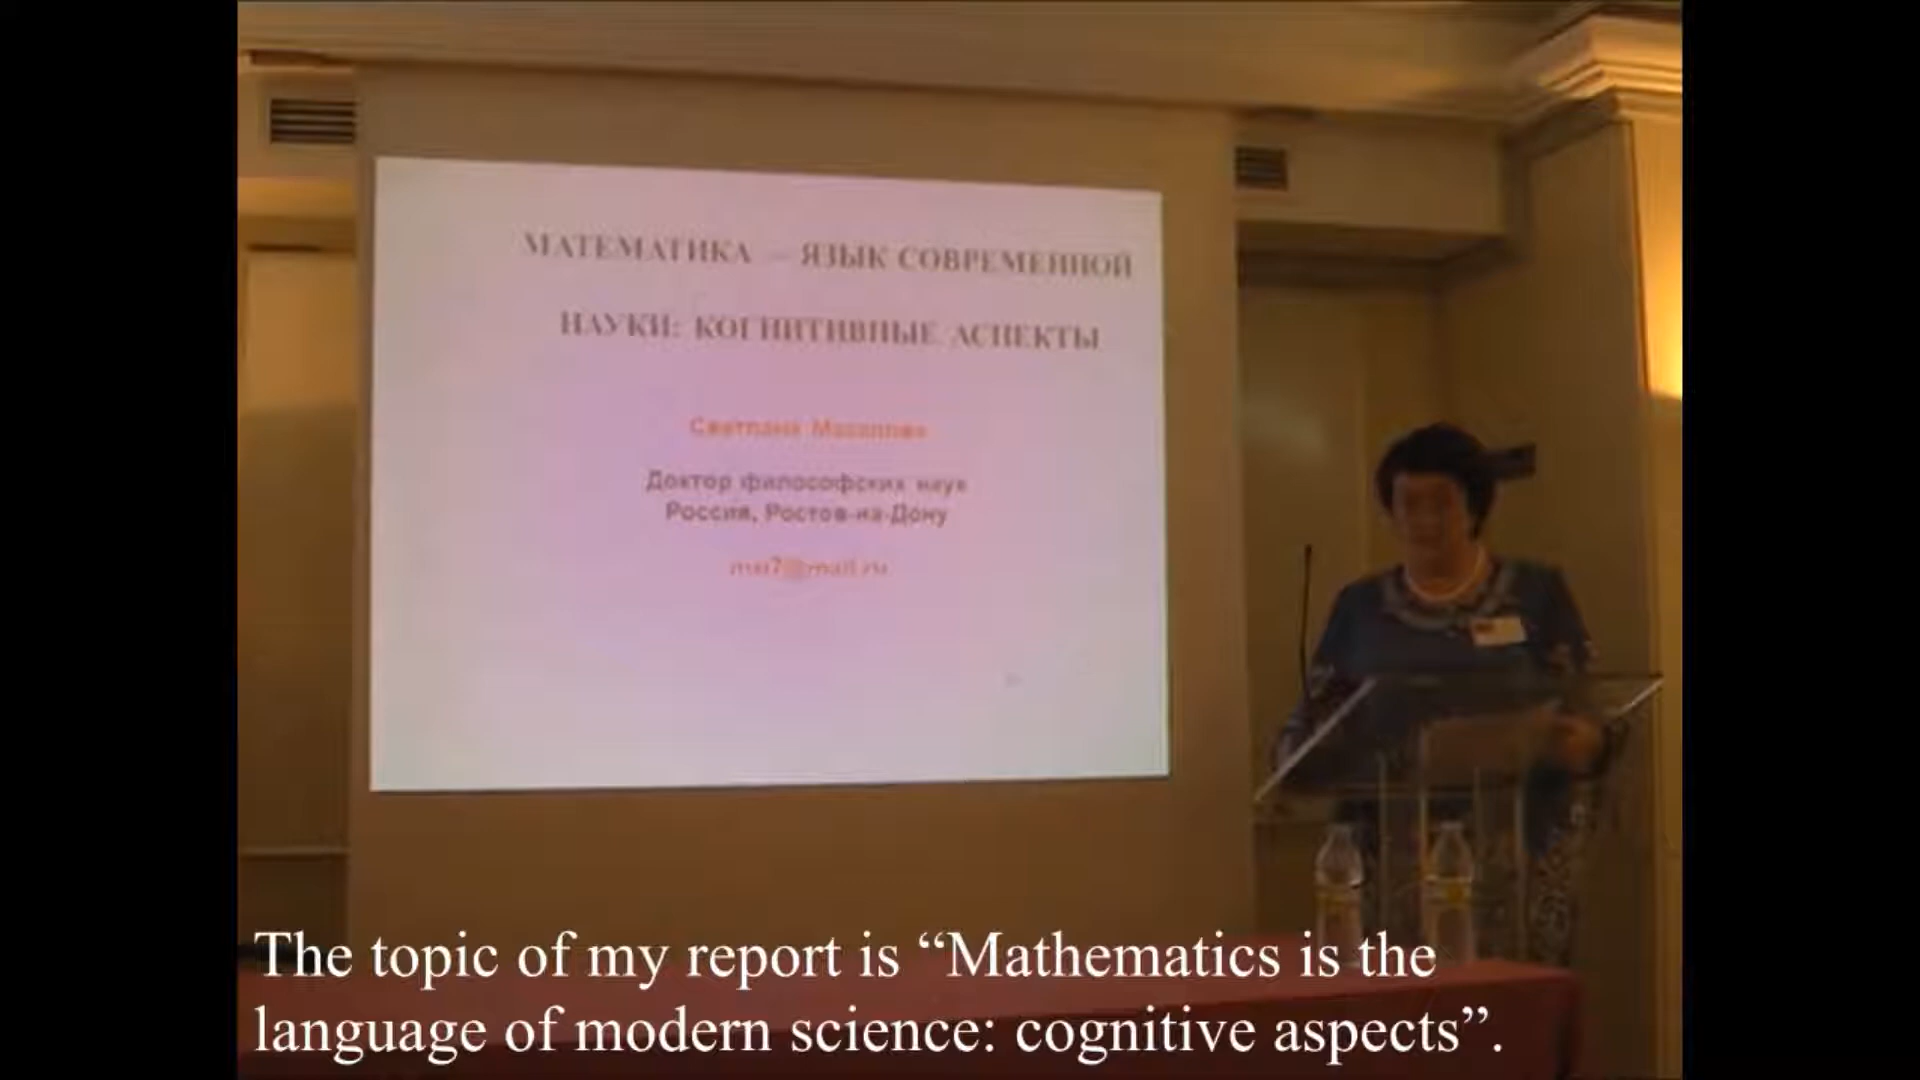 МАТЕМАТИКА – ЯЗЫК СОВРЕМЕННОЙ
НАУКИ: КОГНИТИВНЫЕ АСПЕКТЫ
Светлана
Доктор философских наук
Россия, Ростов-на-Дону
The topic of my report is “Mathematics is the
language of modern science: cognitive aspects”.